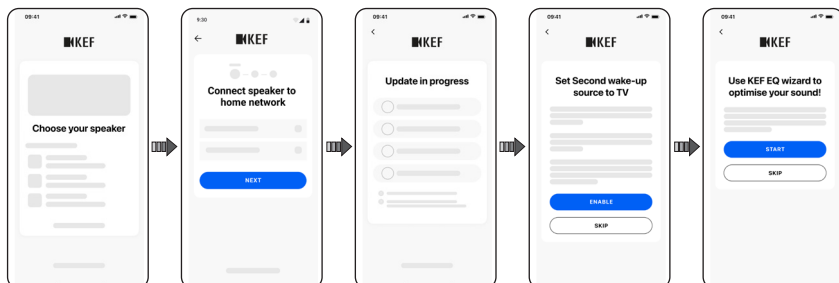 09:41
KEF
Choose your speaker
9:30
KEF
Connect speaker to
home network
NEXT
09:41
KEF
Update in progress
09:41
KEF
Set Second wake-up
source to TV
ENABLE
SKIP
09:41
KEF
Use KEF EQ wizard to
optimise your sound!
START
SKIP